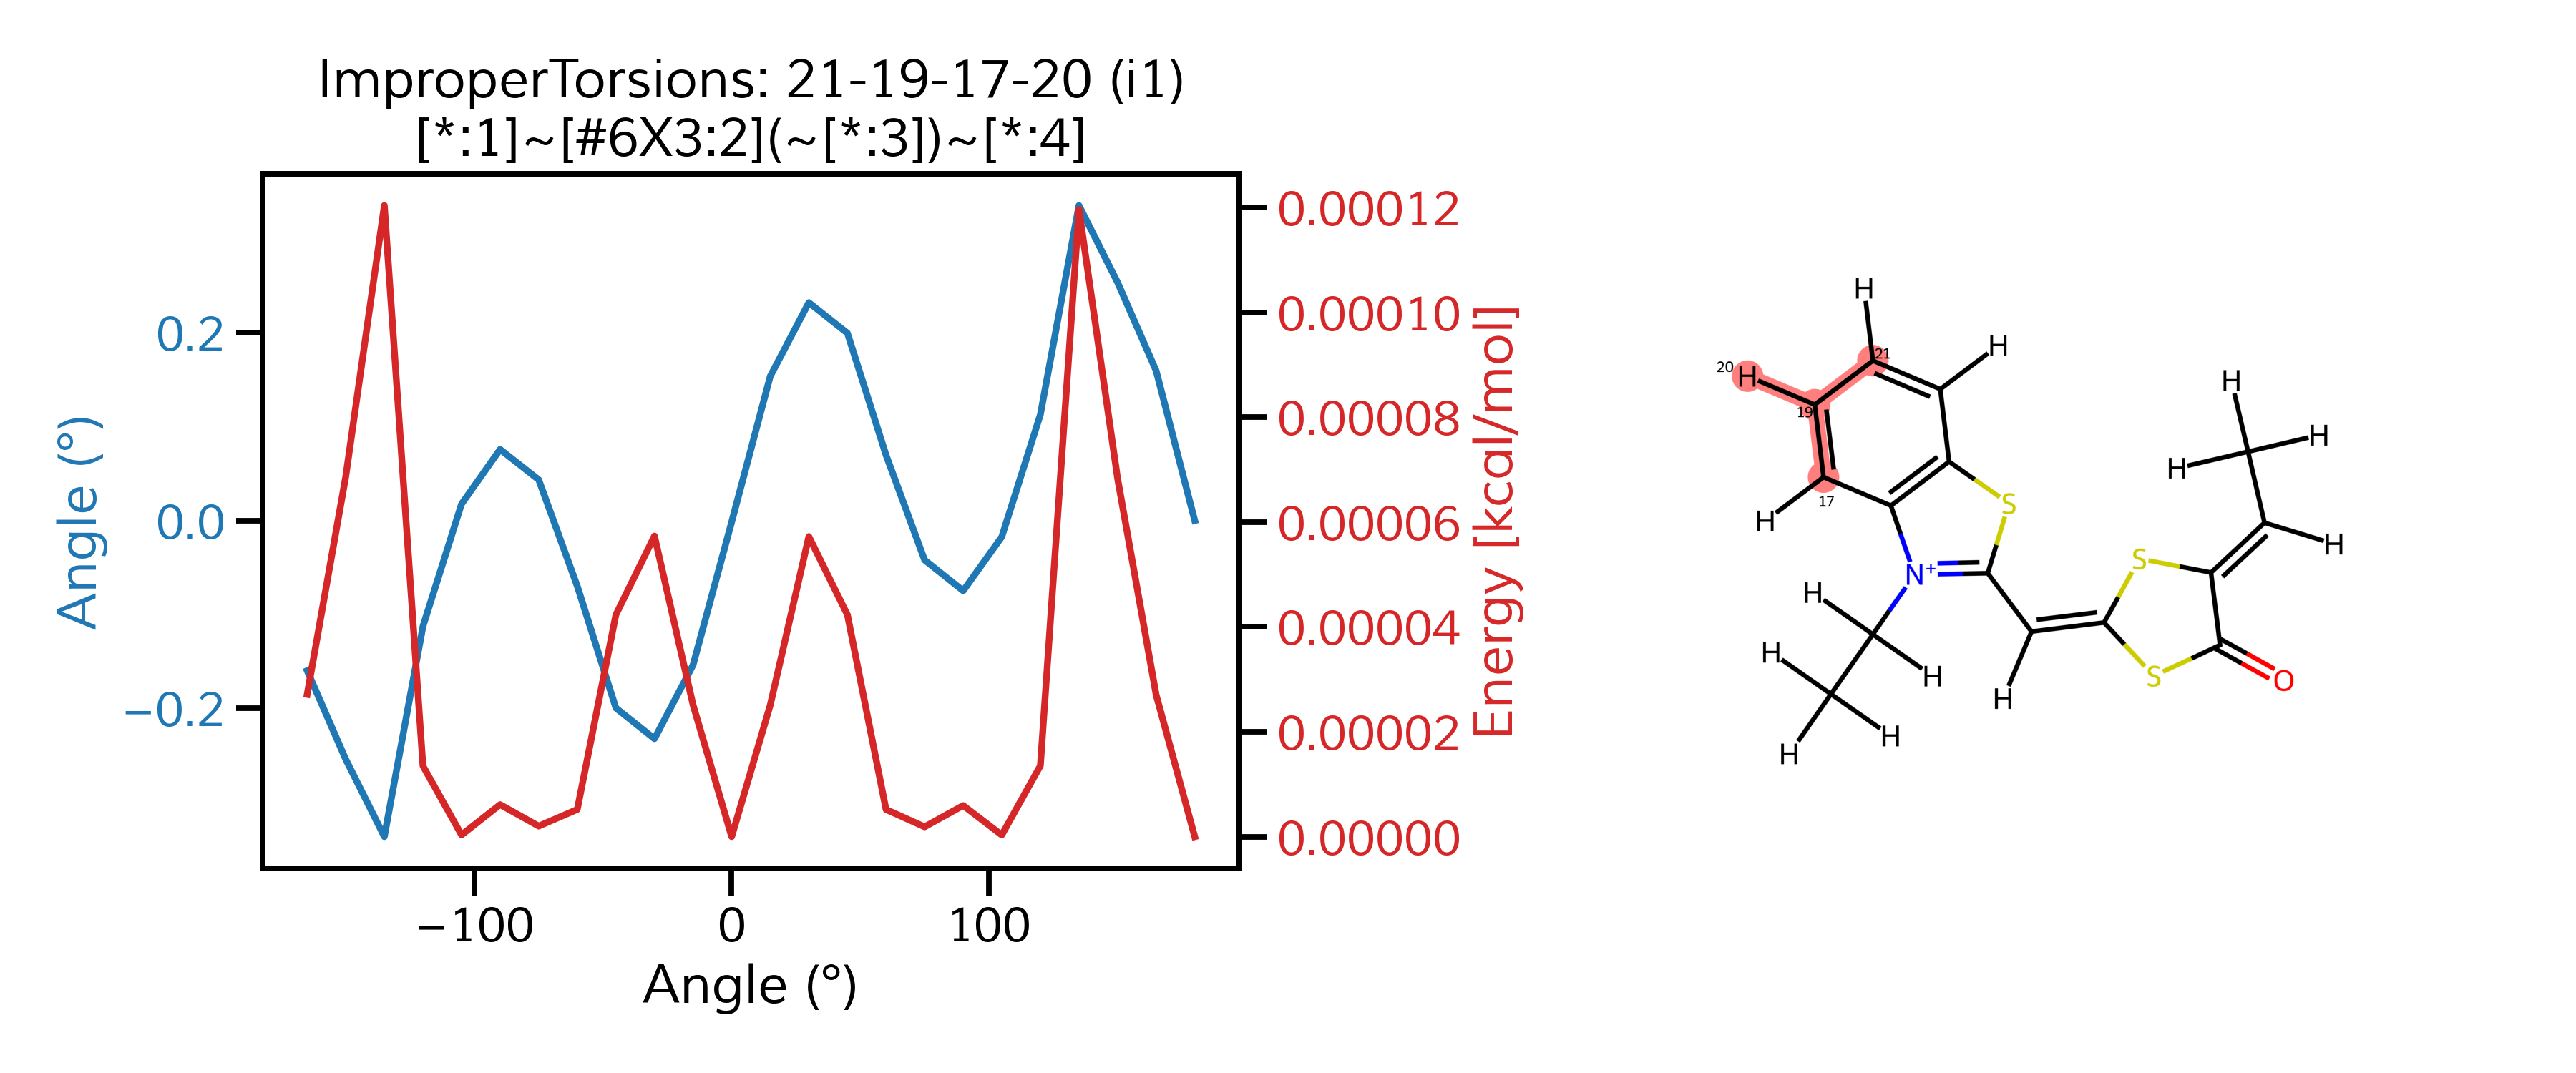 ImproperTorsions: 21-19-17-20 (i1)
[*:1]~[#6X3:2](~[*:3])~[*:4]
0.2
0.0
−0.2
Angle (°)
−100
0
100
Angle (°)
0.00012
0.00010
0.00008
0.00006
0.00004
0.00002
0.00000
Energy [kcal/mol]
H
H
21
20
H
19
H
H
H
17
H
S
H
H
S
N⁺
H
H
H
S
O
H
H
H
H